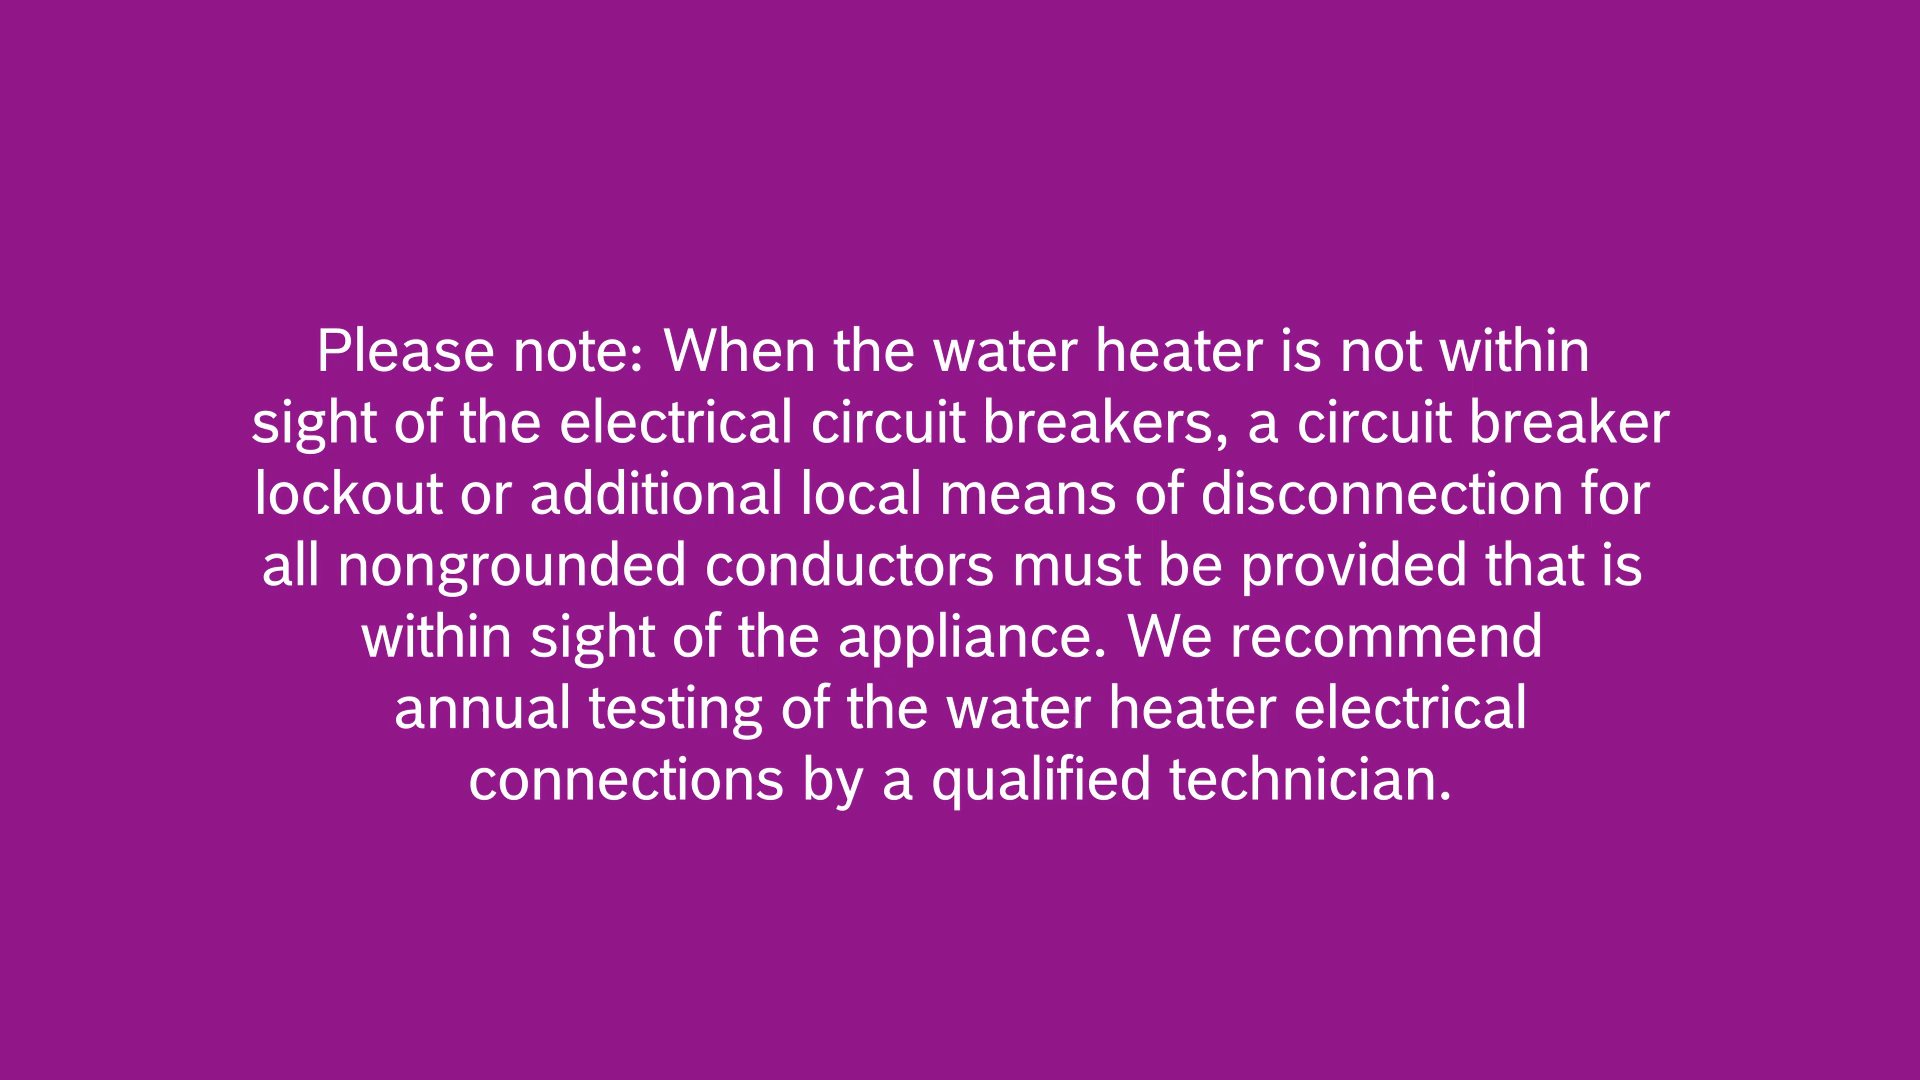 Please note: When the water heater is not within
sight of the electrical circuit breakers, a circuit breaker
lockout or additional local means of disconnection for
all nongrounded conductors must be provided that is
within sight of the appliance. We recommend
annual testing of the water heater electrical
connections by a qualified technician.